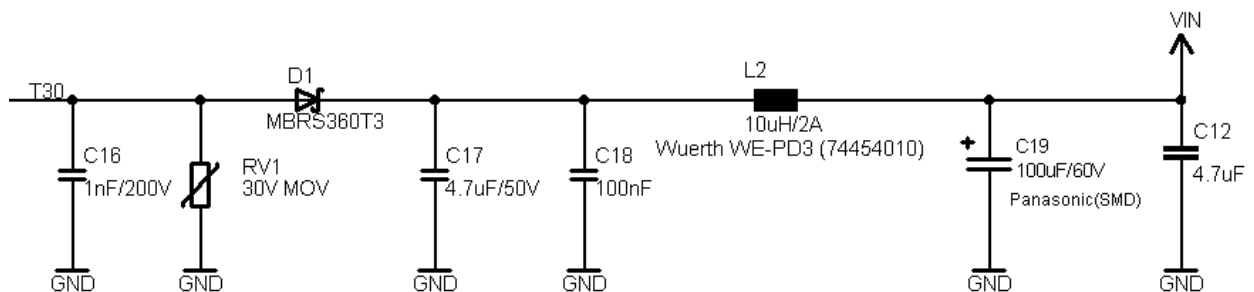 VIN
T30
D1
MBRS360T3
L2
10uH/2A
Wuerth WE-PD3 (74454010)
C16
1nF/200V
RV1
30V MOV
C17
4.7uF/50V
C18
100nF
+
C19
100uF/60V
Panasonic(SMD)
C12
4.7uF
GND
GND
GND
GND
GND
GND